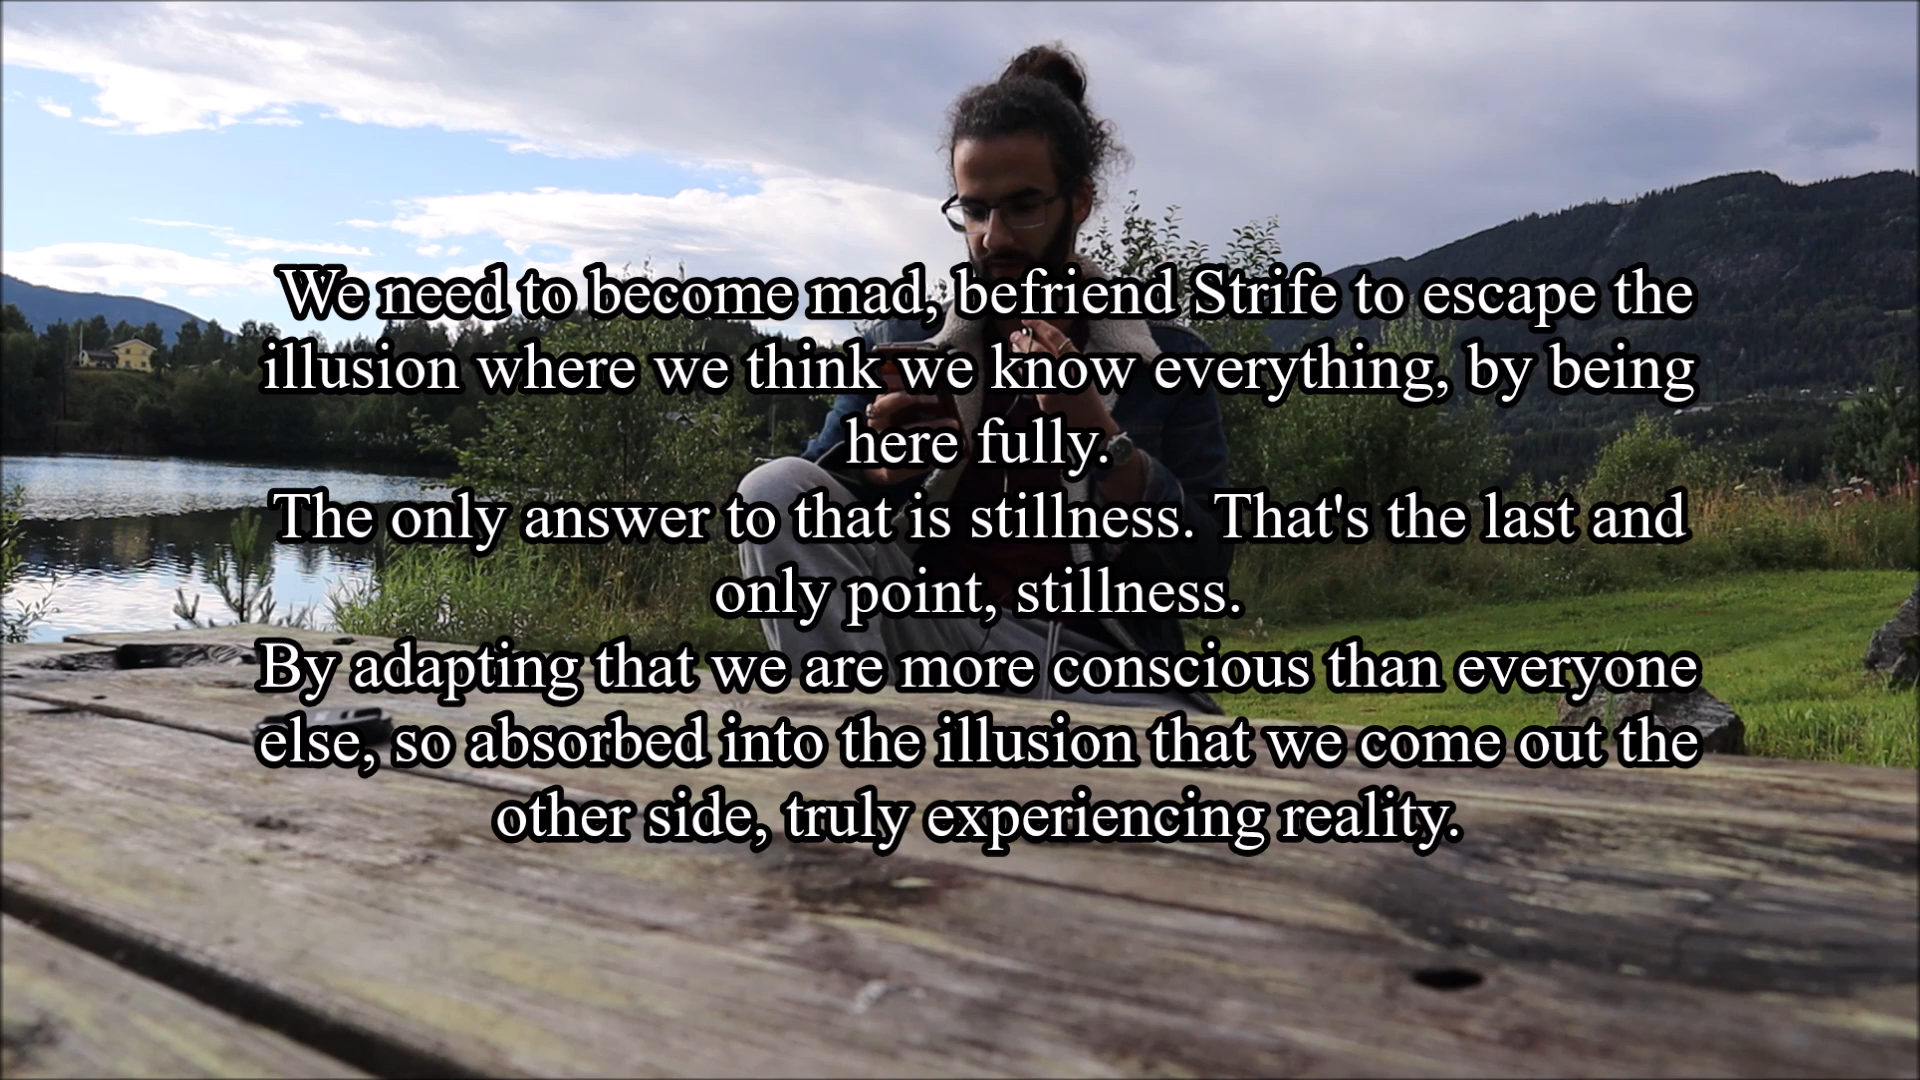 We need to become mad, befriend Strife to escape the
illusion where we think we know everything, by being
here fully.
The only answer to that is stillness. That's the last and
only point, stillness.
By adapting that we are more conscious than everyone
else, so absorbed into the illusion that we come out the
other side, truly experiencing reality.